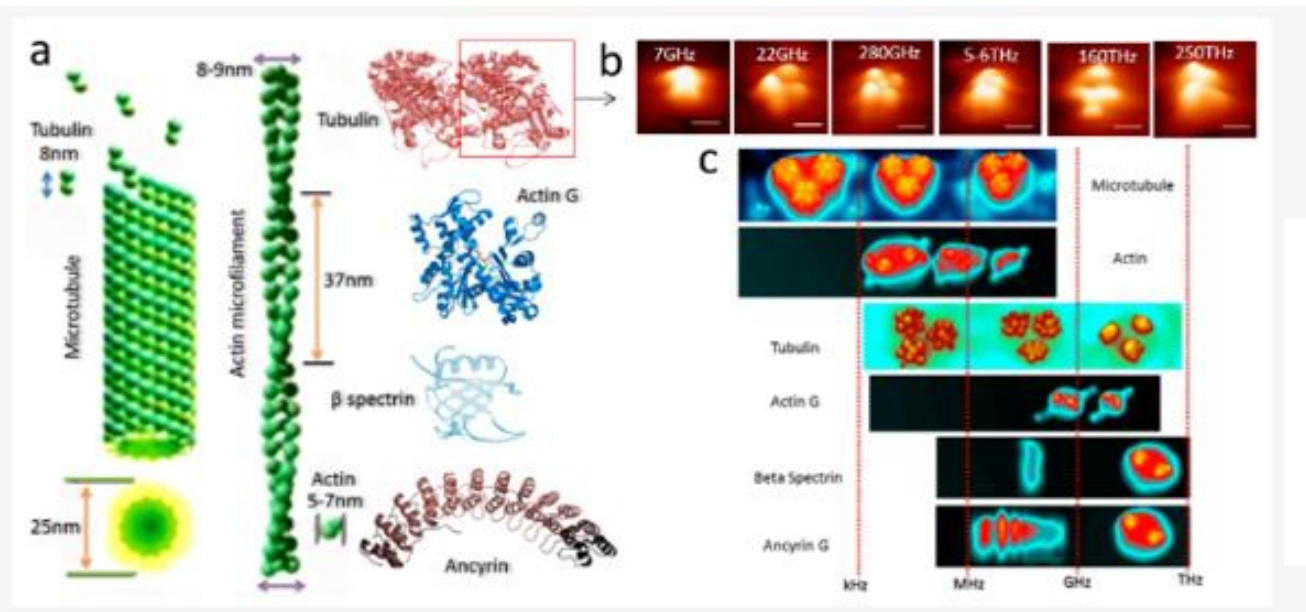 a
8-9nm
Tubulin
8nm
Microtubule
Actin microfilament
Tubulin
Actin G
37nm
β spectrin
Actin
5-7nm
25nm
Ancyrin
b
7GHz
22GHz
280GHz
5-6THz
160THz
250THz
c
Microtubule
Actin
Tubulin
Actin G
Beta Spectrin
Ancyrin G
kHz
MHz
GHz
THz